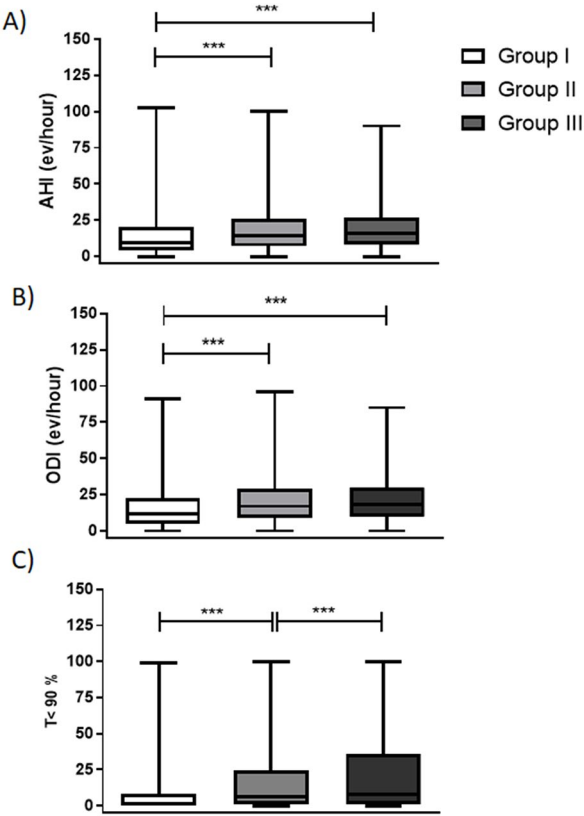 A)
***
***
150
125
100
75
50
25
0
AHI (ev/hour)
Group I
Group II
Group III
B)
***
***
150
125
100
75
50
25
0
ODI (ev/hour)
C)
*** ***
150
125
100
75
50
25
0
T< 90 %